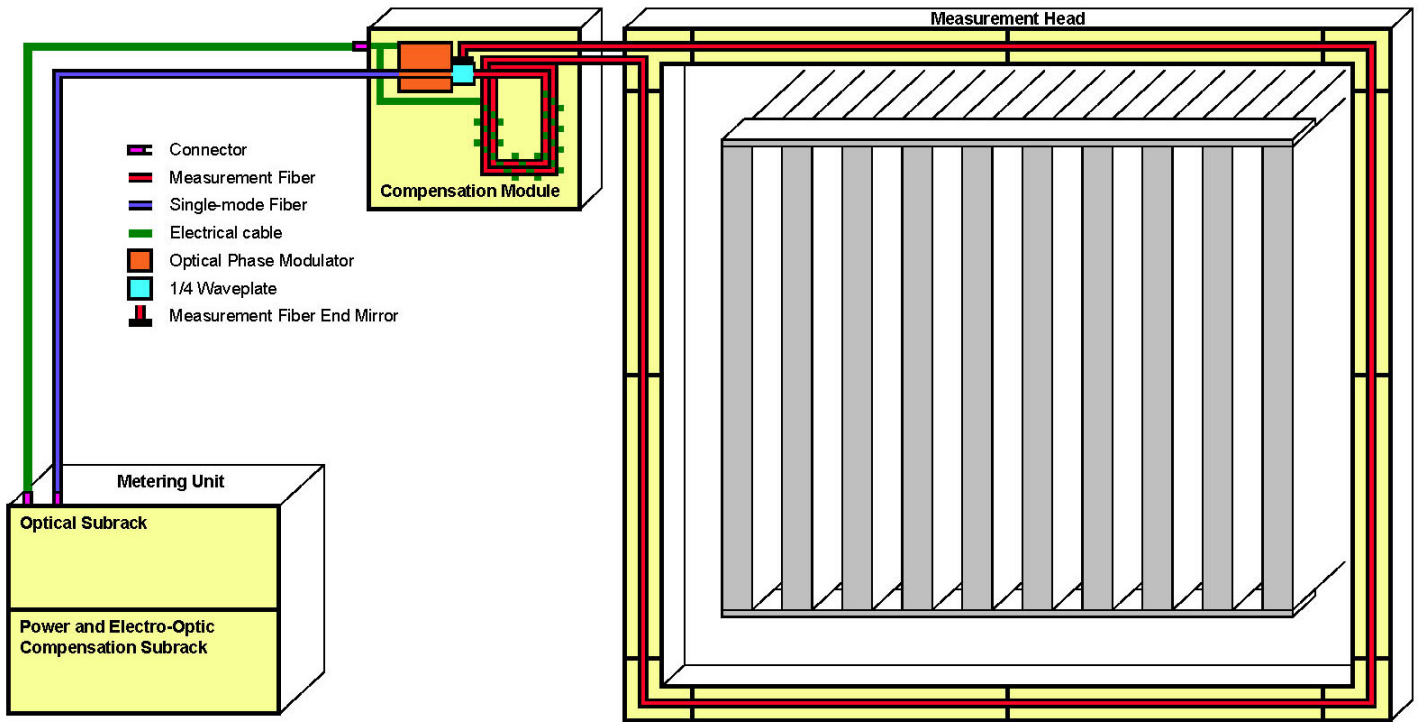 Measurement Head
Compensation Module
Connector
Measurement Fiber
Single-mode Fiber
Electrical cable
Optical Phase Modulator
1/4 Waveplate
Measurement Fiber End Mirror
Metering Unit
Optical Subrack
Power and Electro-Optic
Compensation Subrack